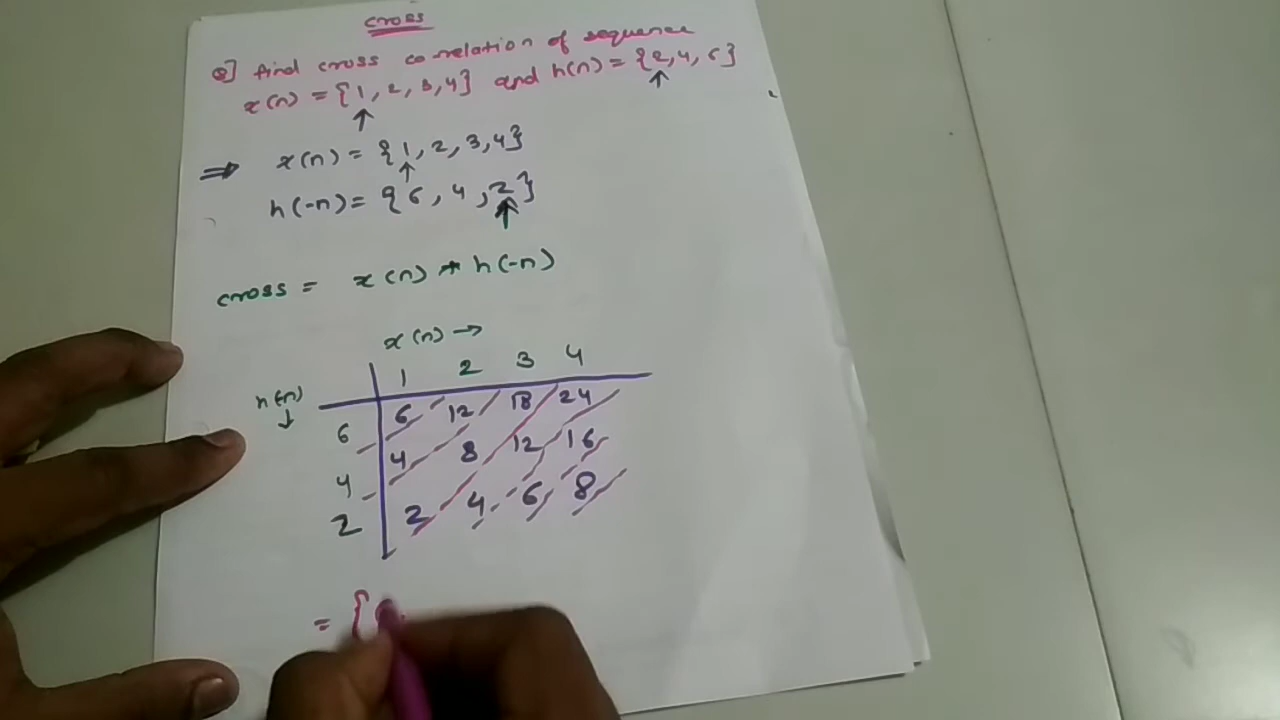 cross
Q] find cross co-relation of sequence
x(n) = {1, 2, 3, 4} and h(n) = {2, 4, 6}
↑ ↑
⇒ x(n) = {1, 2, 3, 4}
↑
h(-n) = {6, 4, 2}
↑
cross = x(n) * h(-n)
x(n) →
1 2 3 4
h(-n) ↓
6 6 12 18 24
4 4 8 12 16
2 2 4 6 8
= {